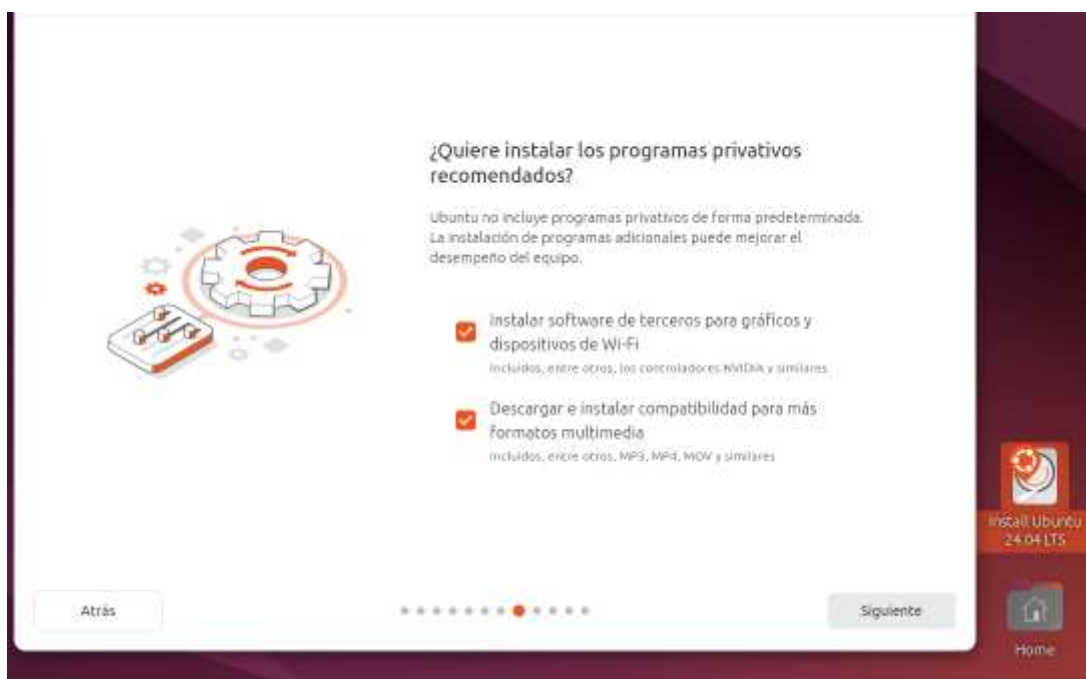 ¿Quiere instalar los programas privativos
recomendados?
Ubuntu no incluye programas privativos de forma predeterminada.
La instalación de programas adicionales puede mejorar el
desempeño del equipo.
Instalar software de terceros para gráficos y
dispositivos de Wi-Fi
Incluidos, entre otros, los controladores NVIDIA y similares
Descargar e instalar compatibilidad para más
formatos multimedia
Incluidos, entre otros, MP3, MP4, MOV y similares
Install Ubuntu
24.04 LTS
Atrás
Siguiente
Home